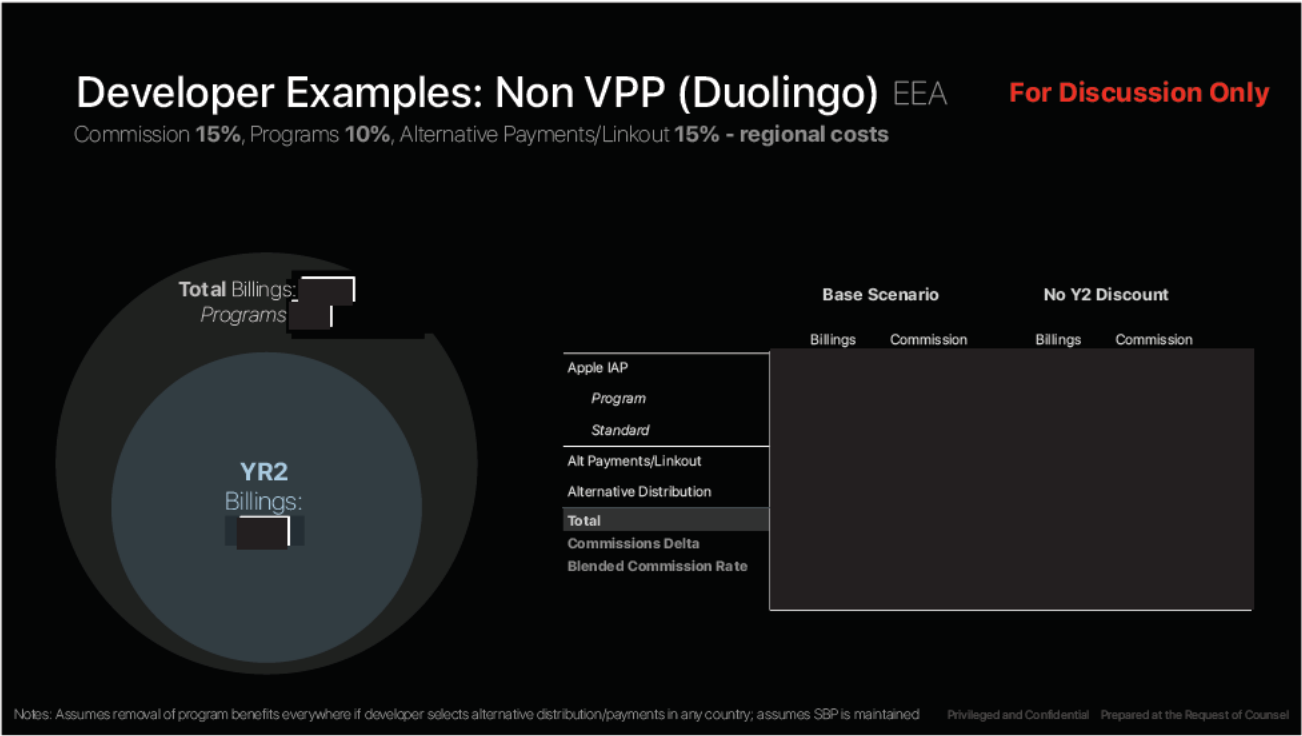 Developer Examples: Non VPP (Duolingo) EEA
For Discussion Only
Commission 15%, Programs 10%, Alternative Payments/Linkout 15% - regional costs
Total Billings:
Programs
YR2
Billings:
Base Scenario No Y2 Discount
Billings Commission Billings Commission
Apple IAP
Program
Standard
Alt Payments/Linkout
Alternative Distribution
Total
Commissions Delta
Blended Commission Rate
Notes: Assumes removal of program benefits everywhere if developer selects alternative distribution/payments in any country; assumes SBP is maintained
Privileged and Confidential Prepared at the Request of Counsel